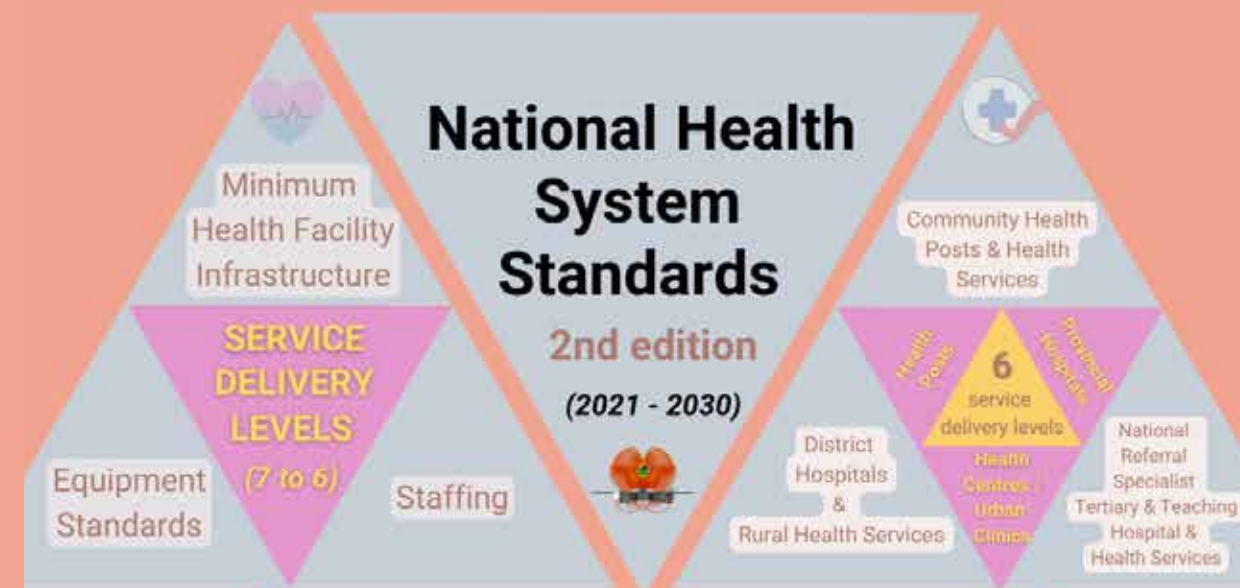 Minimum
Health Facility
Infrastructure
SERVICE
DELIVERY
LEVELS
(7 to 6)
Equipment
Standards
Staffing
National Health
System
Standards
2nd edition
(2021 - 2030)
Community Health
Posts & Health
Services
Health
Posts
Provincial
Hospitals
6
service
delivery levels
Health
Centres /
Urban
Clinics
District
Hospitals
&
Rural Health Services
National
Referral
Specialist
Tertiary & Teaching
Hospital &
Health Services